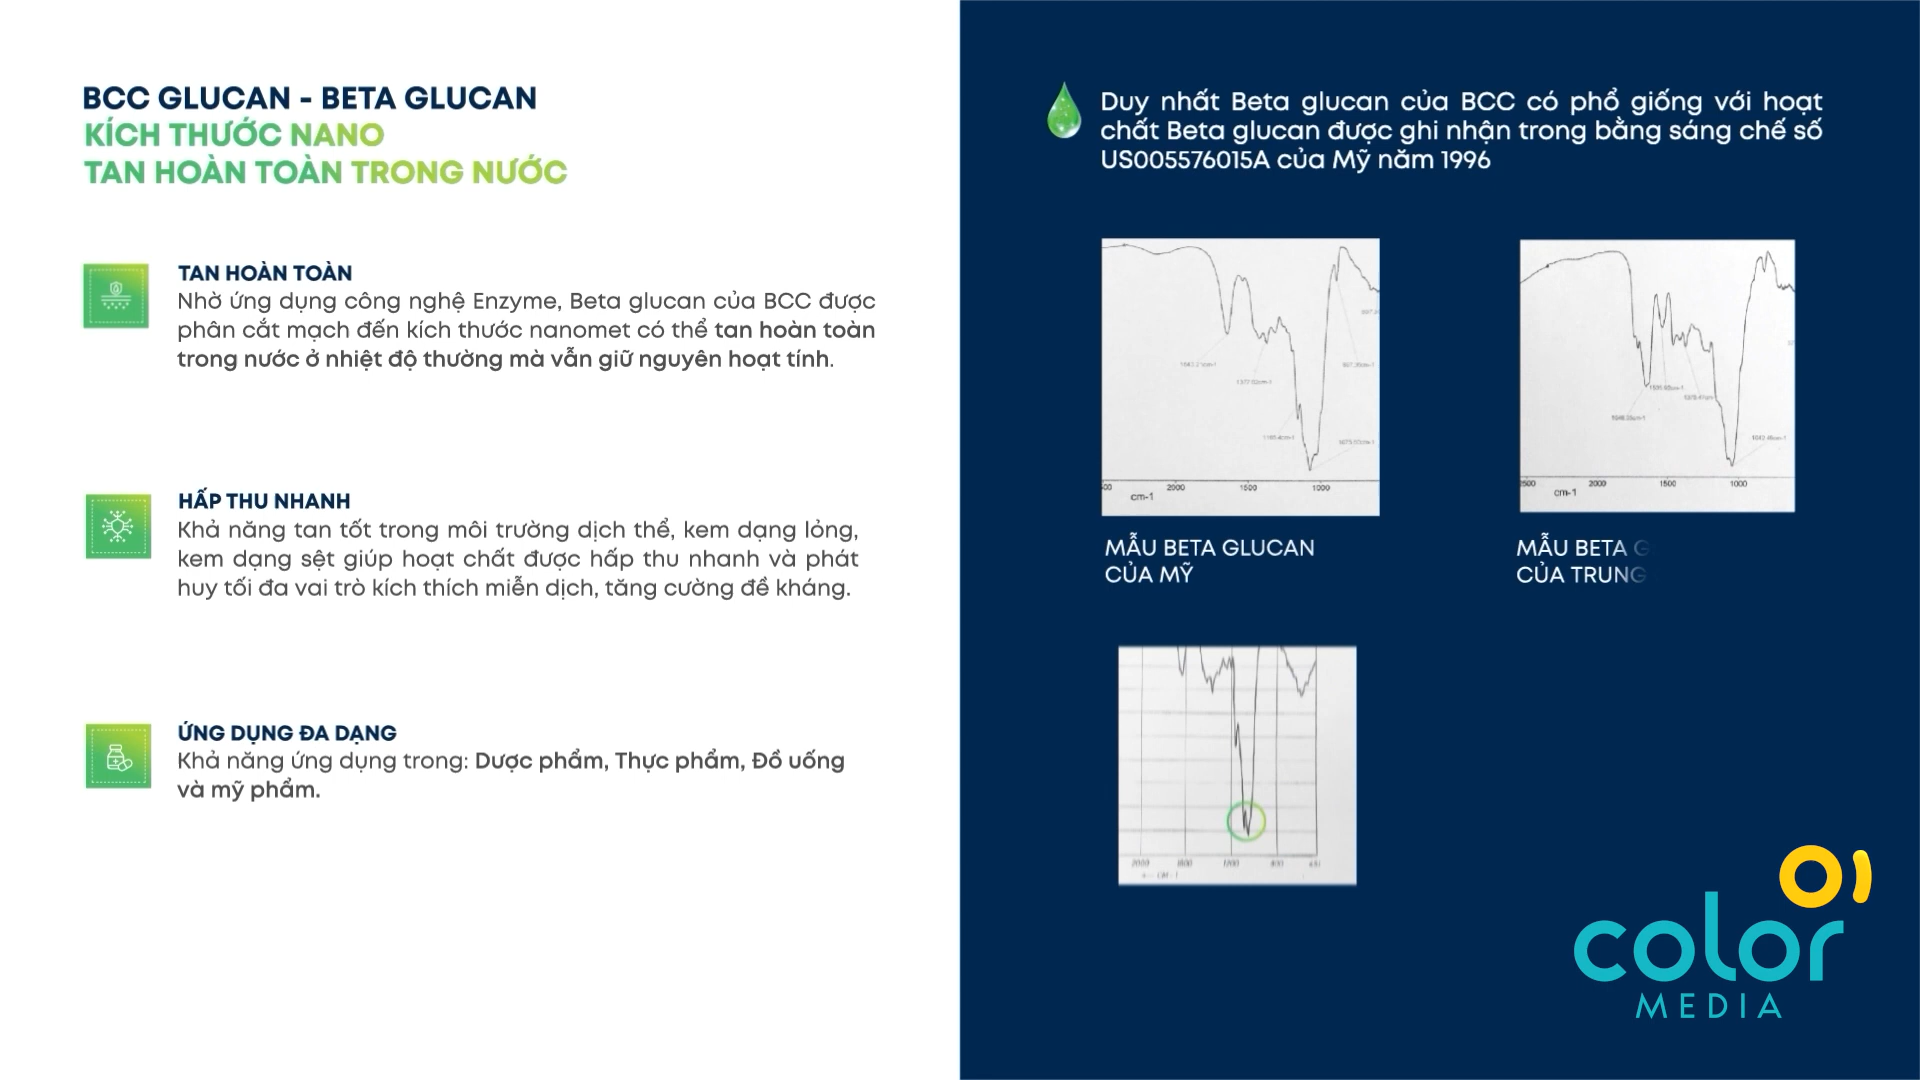 BCC GLUCAN - BETA GLUCAN
KÍCH THƯỚC NANO
TAN HOÀN TOÀN TRONG NƯỚC
TAN HOÀN TOÀN
Nhờ ứng dụng công nghệ Enzyme, Beta glucan của BCC được
phân cắt mạch đến kích thước nanomet có thể tan hoàn toàn
trong nước ở nhiệt độ thường mà vẫn giữ nguyên hoạt tính.
HẤP THU NHANH
Khả năng tan tốt trong môi trường dịch thể, kem dạng lỏng,
kem dạng sệt giúp hoạt chất được hấp thu nhanh và phát
huy tối đa vai trò kích thích miễn dịch, tăng cường đề kháng.
ỨNG DỤNG ĐA DẠNG
Khả năng ứng dụng trong: Dược phẩm, Thực phẩm, Đồ uống
và mỹ phẩm.
Duy nhất Beta glucan của BCC có phổ giống với hoạt
chất Beta glucan được ghi nhận trong bằng sáng chế số
US005576015A của Mỹ năm 1996
2000 1500 1000
cm-1
MẪU BETA GLUCAN
CỦA MỸ
2000 1500 1000
cm-1
MẪU BETA G
CỦA TRUNG
2000 1200 800
CM-1
color
MEDIA